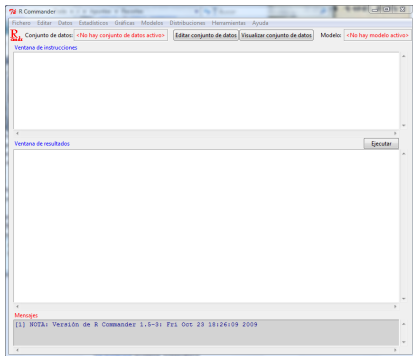 R Commander
Fichero Editar Datos Estadísticos Gráficas Modelos Distribuciones Herramientas Ayuda
Conjunto de datos: <No hay conjunto de datos activo> Editar conjunto de datos Visualizar conjunto de datos Modelo: <No hay modelo activo>
Ventana de instrucciones
Ventana de resultados Ejecutar
Mensajes
[1] NOTA: Versión de R Commander 1.5-3: Fri Oct 23 18:26:09 2009